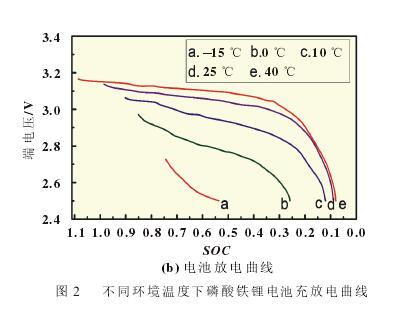 3.4
a. –15 ℃ b.0 ℃ c.10 ℃
d. 25 ℃ e. 40 ℃
3.2
3.0
2.8
2.6
2.4
端电压/V
a b c d e
1.1 1.0 0.9 0.8 0.7 0.6 0.5 0.4 0.3 0.2 0.1 0.0
SOC
(b) 电池放电曲线
图 2 不同环境温度下磷酸铁锂电池充放电曲线